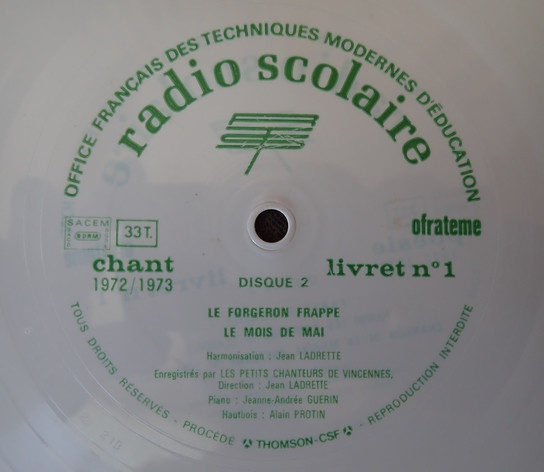 OFFICE FRANÇAIS DES TECHNIQUES MODERNES D'ÉDUCATION
radio scolaire
SACEM
SDRM
33 T.
ofrateme
chant
1972/1973
DISQUE 2
livret n° 1
LE FORGERON FRAPPE
LE MOIS DE MAI
Harmonisation : Jean LADRETTE
Enregistrés par LES PETITS CHANTEURS DE VINCENNES,
Direction : Jean LADRETTE
Piano : Jeanne-Andrée GUERIN
Hautbois : Alain PROTIN
TOUS DROITS RÉSERVÉS - PROCEDE THOMSON-CSF - REPRODUCTION INTERDITE